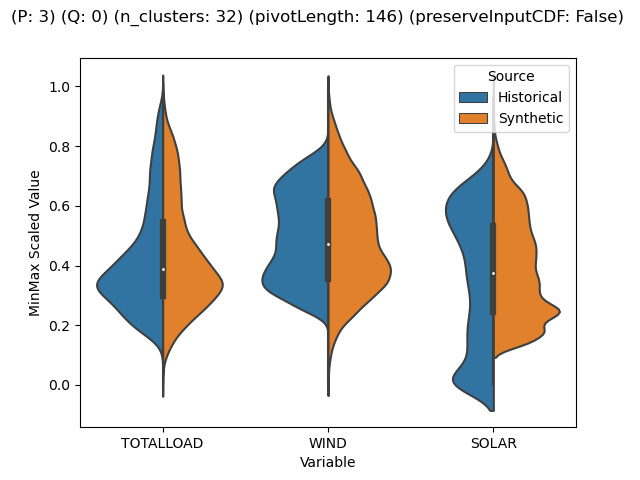 (P: 3) (Q: 0) (n_clusters: 32) (pivotLength: 146) (preserveInputCDF: False)
Source
Historical
Synthetic
1.0
0.8
0.6
0.4
0.2
0.0
MinMax Scaled Value
TOTALLOAD
WIND
SOLAR
Variable